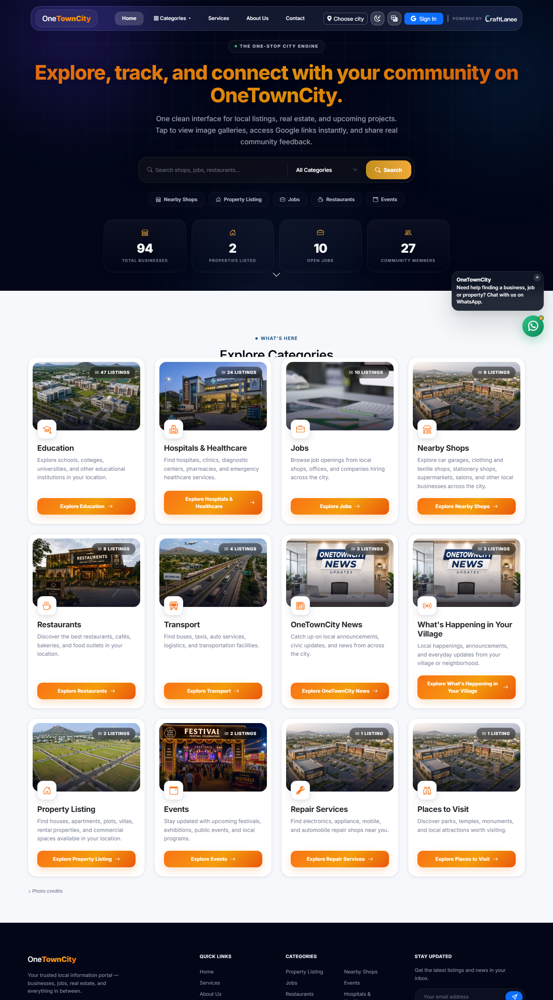 OneTownCity
Home
Categories
Services
About Us
Contact
Choose city
Sign In
POWERED BY CraftLanee
THE ONE-STOP CITY ENGINE
Explore, track, and connect with your community on
OneTownCity.
One clean interface for local listings, real estate, and upcoming projects.
Tap to view image galleries, access Google links instantly, and share real
community feedback.
Search shops, jobs, restaurants...
All Categories
Search
Nearby Shops
Property Listing
Jobs
Restaurants
Events
94
TOTAL BUSINESSES
2
PROPERTIES LISTED
10
OPEN JOBS
27
COMMUNITY MEMBERS
OneTownCity
Need help finding a business, job
or property? Chat with us on
WhatsApp.
WHAT'S HERE
Explore Categories
47 LISTINGS
Education
Explore schools, colleges,
universities, and other educational
institutions in your location.
Explore Education
24 LISTINGS
HOSPITAL
HOSPITAL
Hospitals & Healthcare
Find hospitals, clinics, diagnostic
centers, pharmacies, and emergency
healthcare services.
Explore Hospitals &
Healthcare
10 LISTINGS
Jobs
Browse job openings from local
shops, offices, and companies hiring
across the city.
Explore Jobs
9 LISTINGS
Nearby Shops
Explore car garages, clothing and
textile shops, stationery shops,
supermarkets, salons, and other local
businesses across the city.
Explore Nearby Shops
8 LISTINGS
RESTAURENTS
RESTAURENTS
Restaurants
Discover the best restaurants, cafés,
bakeries, and food outlets in your
location.
Explore Restaurants
4 LISTINGS
WELCOMES YOU
Transport
Find buses, taxis, auto services,
logistics, and transportation facilities.
Explore Transport
3 LISTINGS
ONETOWNCITY
NEWS
UPDATES
OneTownCity News
Catch up on local announcements,
civic updates, and news from across
the city.
Explore OneTownCity News
3 LISTINGS
ONETOWNCITY
NEWS
UPDATES
What's Happening in Your
Village
Local happenings, announcements,
and everyday updates from your
village or neighborhood.
Explore What's Happening in
Your Village
2 LISTINGS
Property Listing
Find houses, apartments, plots, villas,
rental properties, and commercial
spaces available in your location.
Explore Property Listing
2 LISTINGS
FESTIVAL
FESTIVAL CELEBRATION
FESTIVALS
Celebrating
FESTIVALS
Events
Stay updated with upcoming festivals,
exhibitions, public events, and local
programs.
Explore Events
1 LISTING
Repair Services
Find electronics, appliance, mobile,
and automobile repair shops near you.
Explore Repair Services
1 LISTING
Places to Visit
Discover parks, temples, monuments,
and local attractions worth visiting.
Explore Places to Visit
Photo credits
OneTownCity
Your trusted local information portal —
businesses, jobs, real estate, and
everything in between.
QUICK LINKS
Home
Services
About Us
CATEGORIES
Property Listing
Jobs
Restaurants
Nearby Shops
Events
Hospitals &
STAY UPDATED
Get the latest listings and news in your
inbox.
Your email address